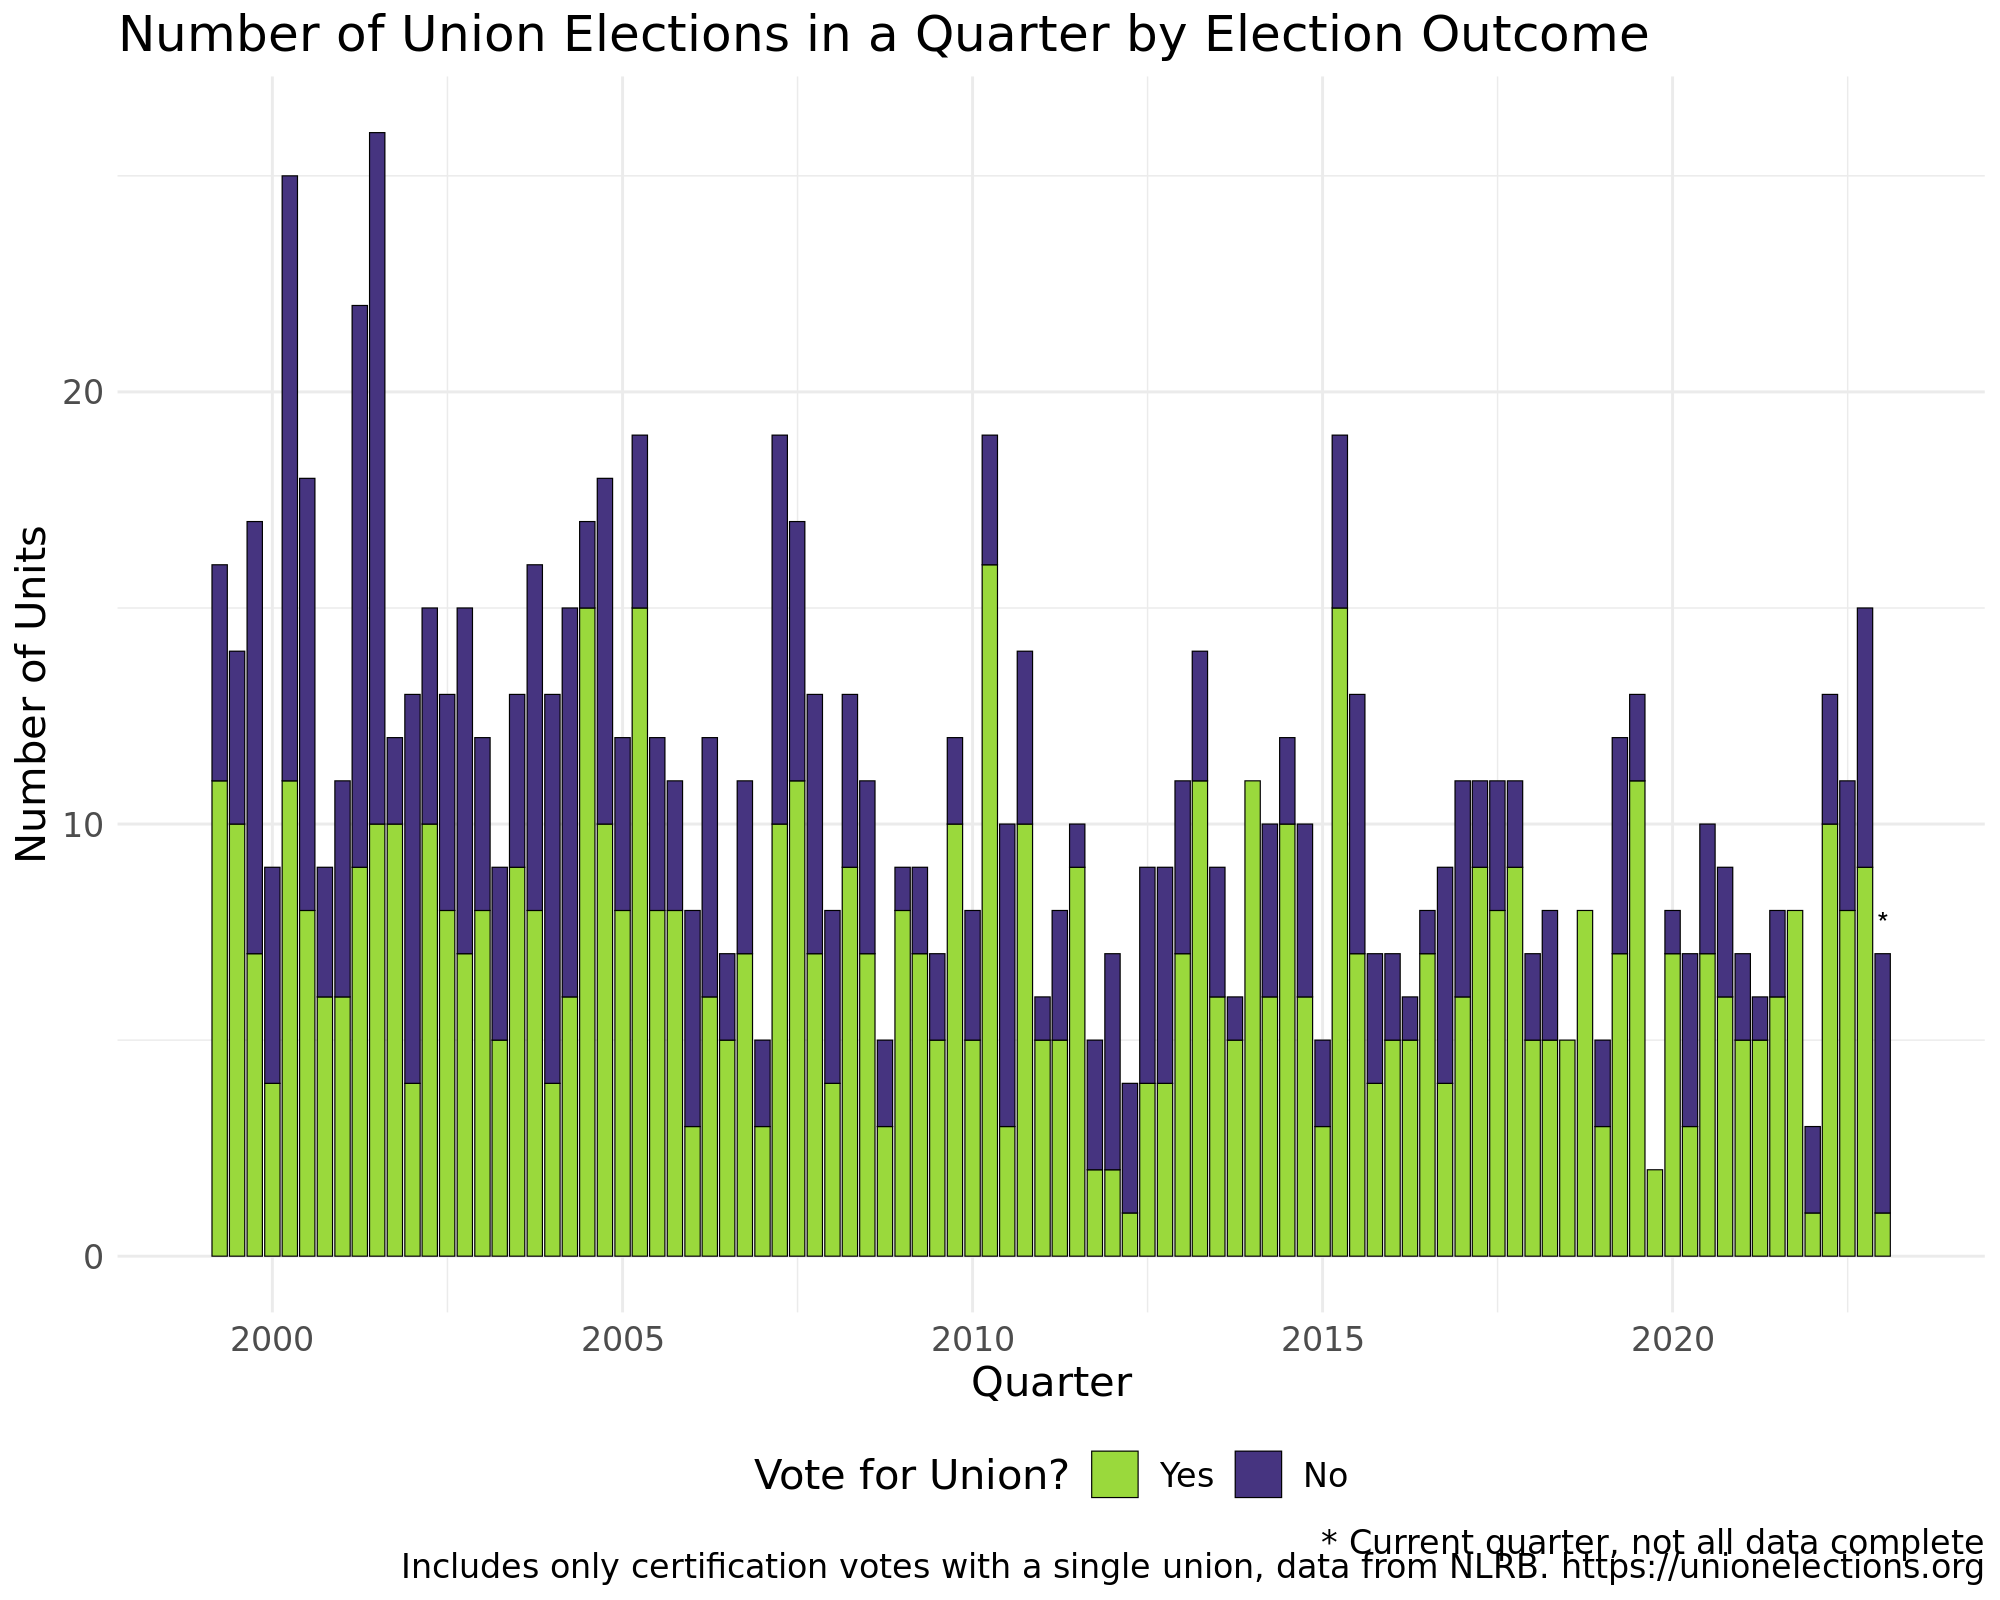 Number of Union Elections in a Quarter by Election Outcome
Number of Units
20
10
0
*
2000 2005 2010 2015 2020
Quarter
Vote for Union? Yes No
* Current quarter, not all data complete
Includes only certification votes with a single union, data from NLRB. https://unionelections.org